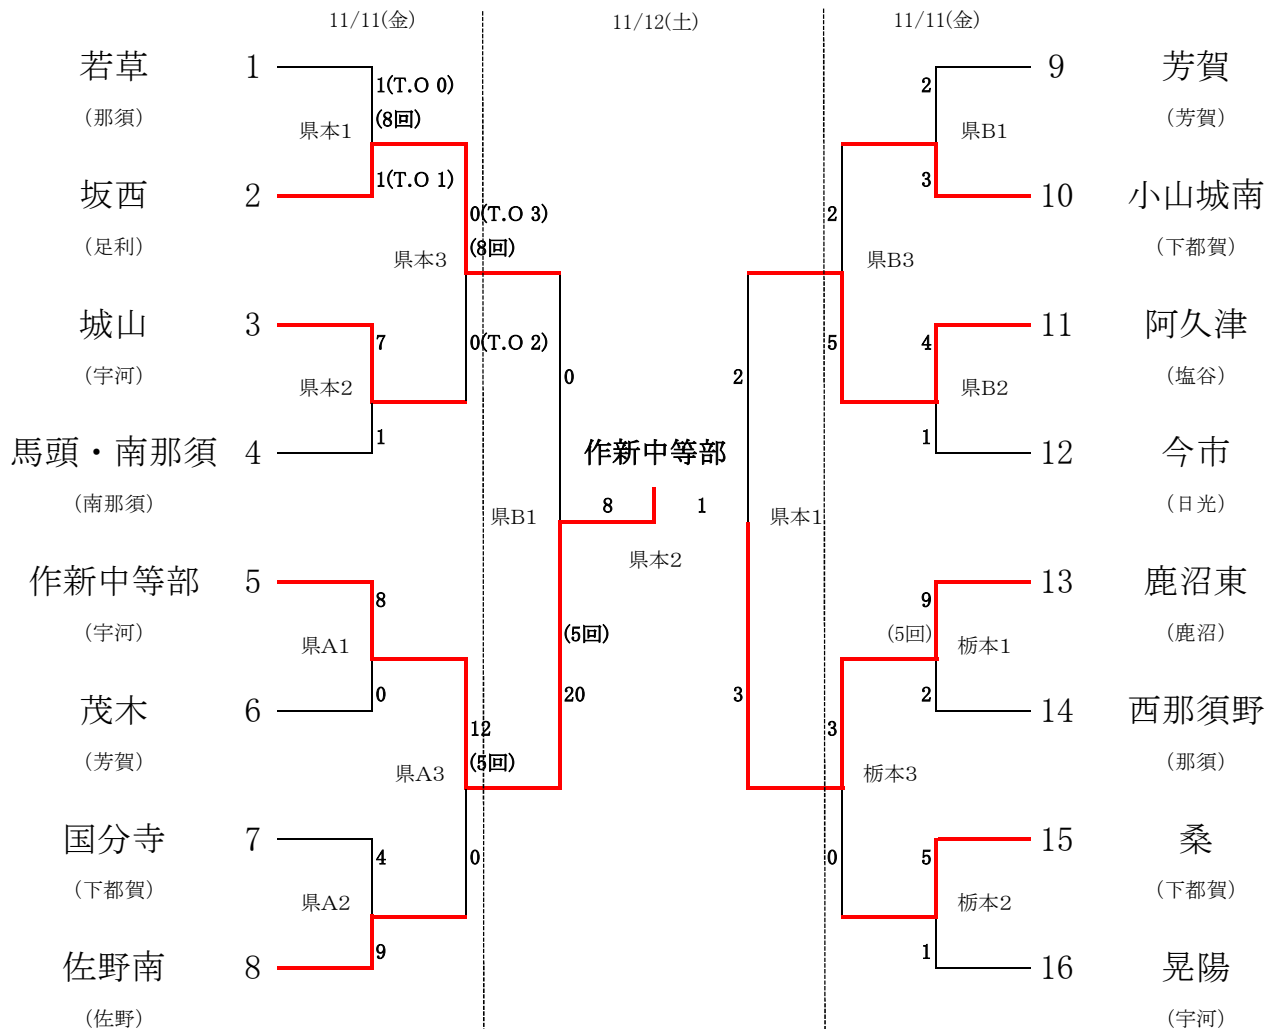 11/11(金)
11/12(土)
11/11(金)
若草 1
(那須)
県本1
1(T.O 0)
(8回)
坂西 2
(足利)
1(T.O 1)
県本3
0(T.O 3)
(8回)
城山 3
(宇河)
7
県本2
0(T.O 2)
馬頭・南那須 4
(南那須)
1
0
県B1
作新中等部 5
(宇河)
8
県A1
茂木 6
(芳賀)
0
県A3
12
(5回)
国分寺 7
(下都賀)
4
県A2
0
佐野南 8
(佐野)
9
(5回)
20
作新中等部
8 1
県本2
2
県本1
3
2
県B1
9 芳賀
(芳賀)
3
10 小山城南
(下都賀)
2
県B3
5
4
11 阿久津
(塩谷)
県B2
1
12 今市
(日光)
9
(5回)
13 鹿沼東
(鹿沼)
栃本1
2
14 西那須野
(那須)
3
栃本3
0
5
15 桑
(下都賀)
栃本2
1
16 晃陽
(宇河)